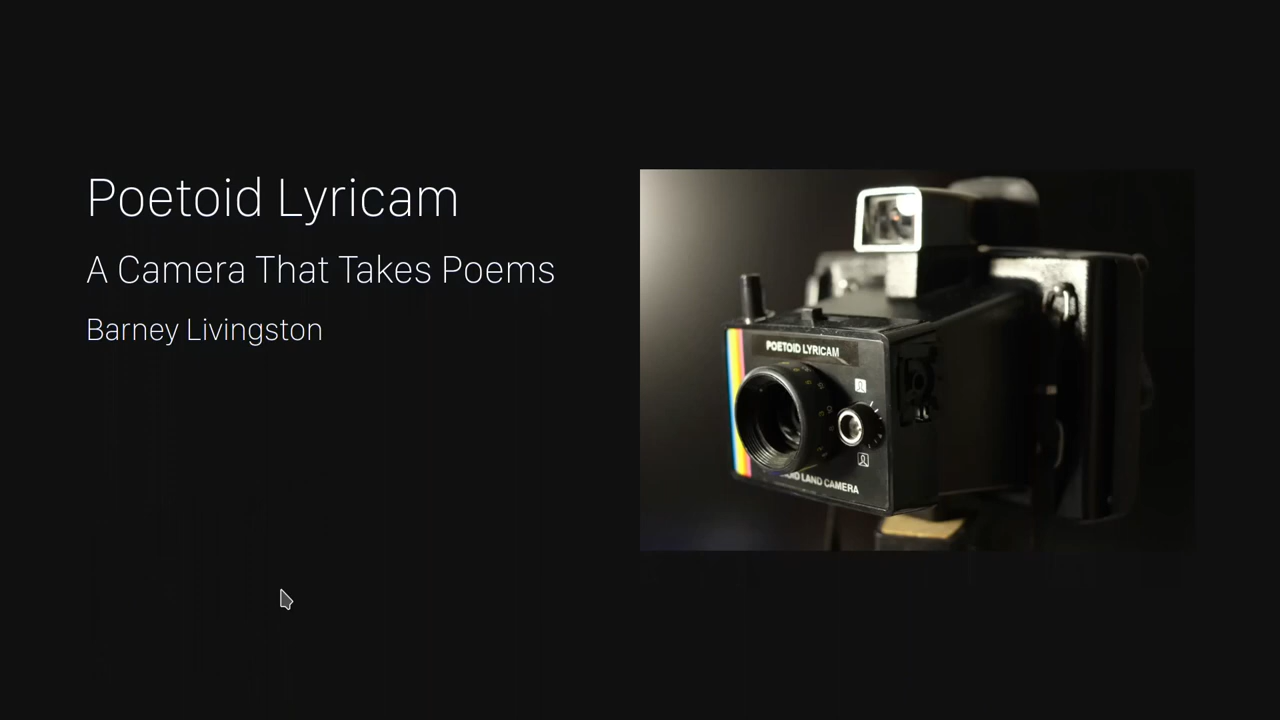 Poetoid Lyricam
A Camera That Takes Poems
Barney Livingston
POETOID LYRICAM
LAND CAMERA